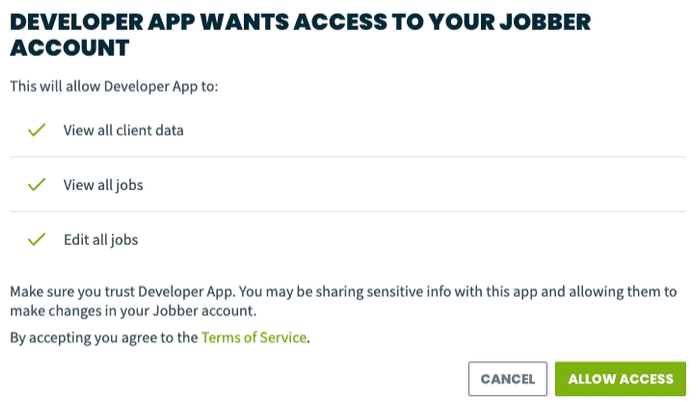 DEVELOPER APP WANTS ACCESS TO YOUR JOBBER
ACCOUNT
This will allow Developer App to:
View all client data
View all jobs
Edit all jobs
Make sure you trust Developer App. You may be sharing sensitive info with this app and allowing them to
make changes in your Jobber account.
By accepting you agree to the Terms of Service.
CANCEL ALLOW ACCESS